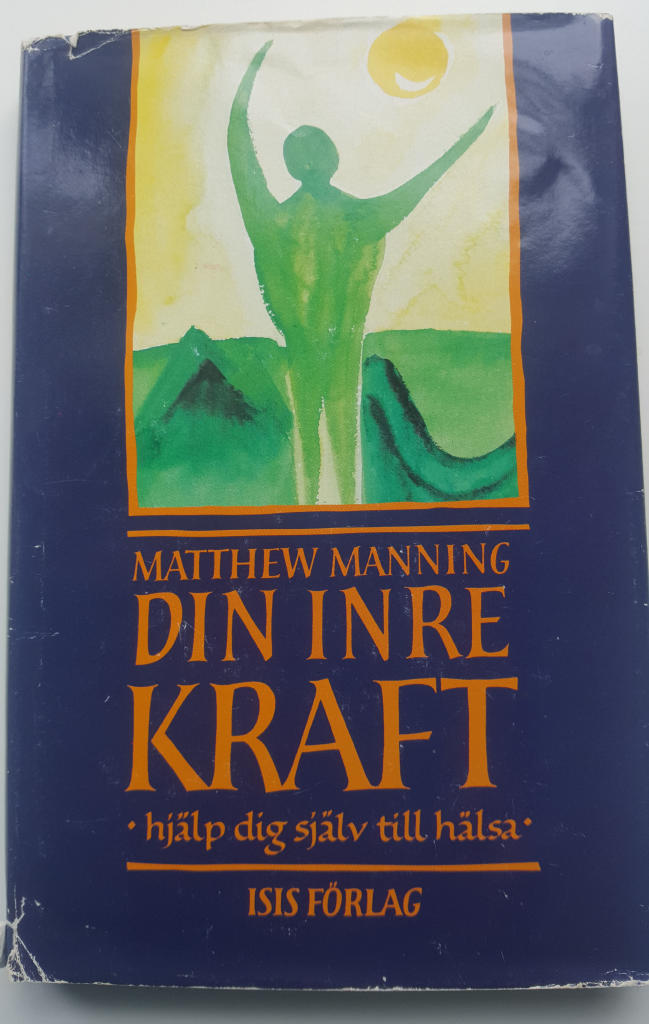 MATTHEW MANNING
DIN INRE
KRAFT
· hjälp dig själv till hälsa ·
ISIS FÖRLAG